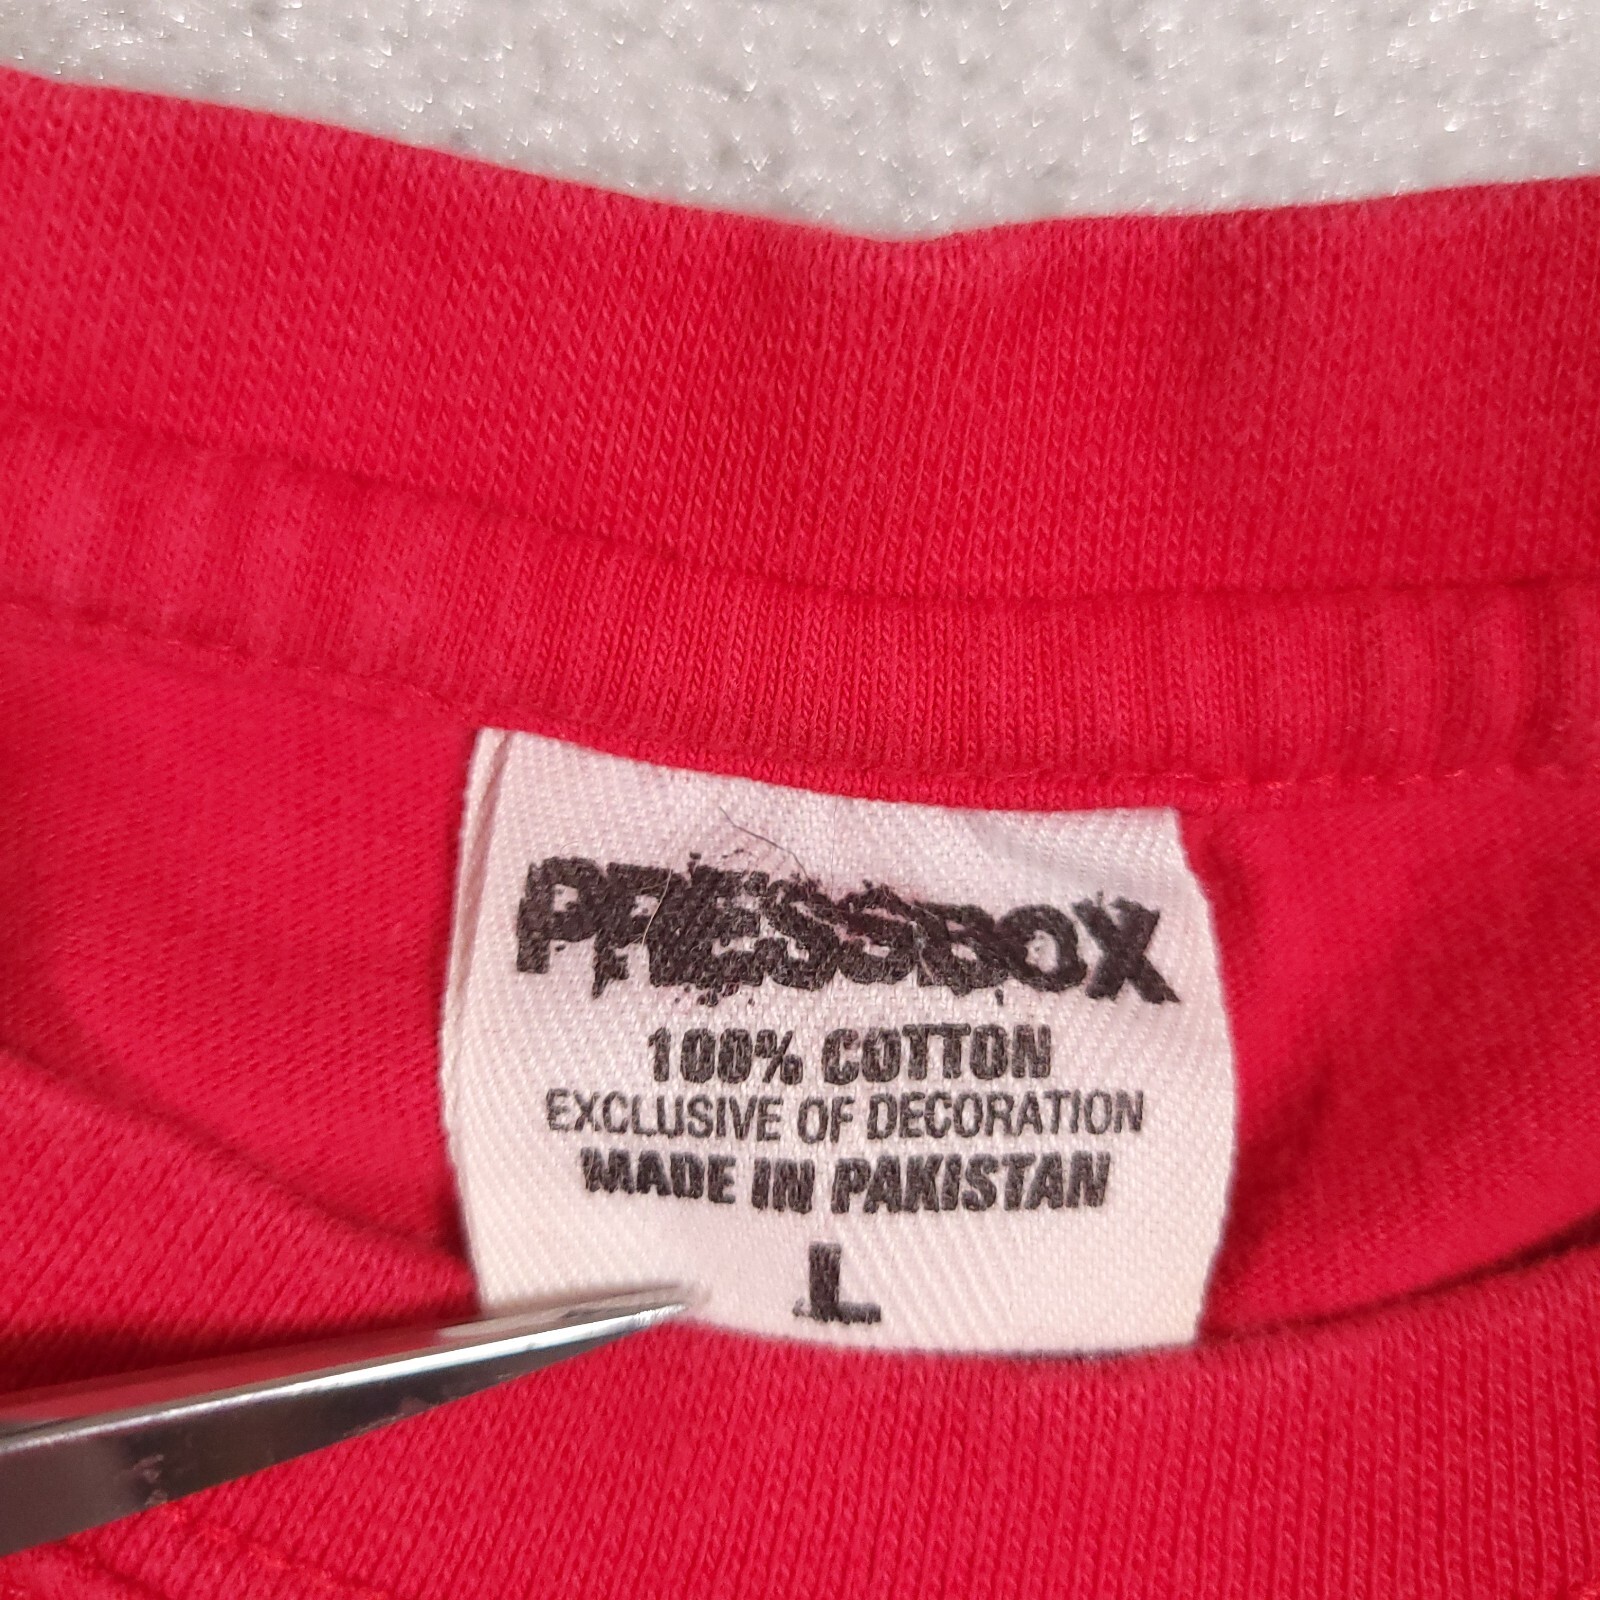 PRESSBOX
100% COTTON
EXCLUSIVE OF DECORATION
MADE IN PAKISTAN
L